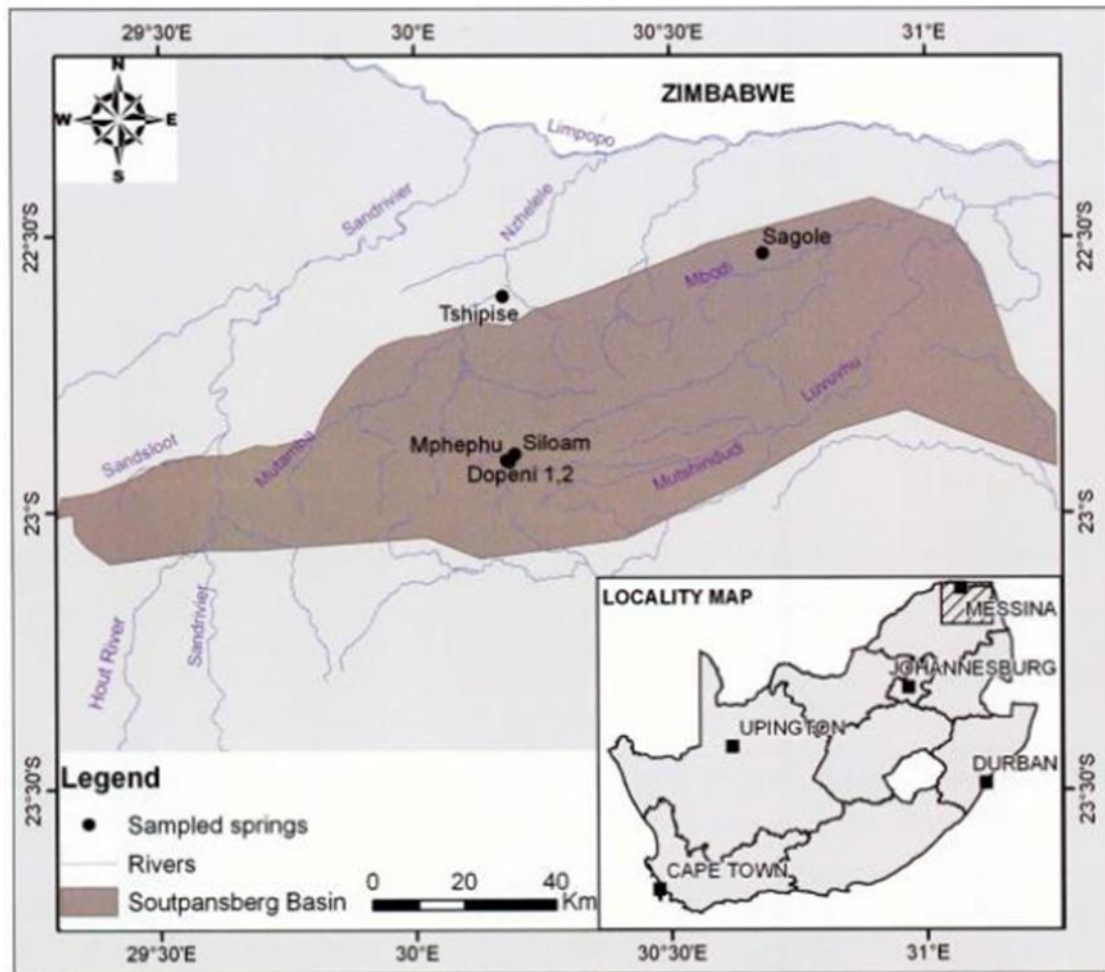 29°30'E 30°E 30°30'E 31°E
N
W E
S
ZIMBABWE
Limpopo
Sandrivier
Nzhelele
22°30'S 22°30'S
Sagole
Mbodi
Tshipise
Luvuvhu
Mutamba
Sandsloot
Mphephu Siloam
Dopeni 1,2
Mutshindudi
23°S 23°S
Hout River
Sandrivier
LOCALITY MAP
MESSINA
JOHANNESBURG
UPINGTON
DURBAN
CAPE TOWN
23°30'S 23°30'S
Legend
Sampled springs
Rivers
Soutpansberg Basin
0 20 40
Km
29°30'E 30°E 30°30'E 31°E